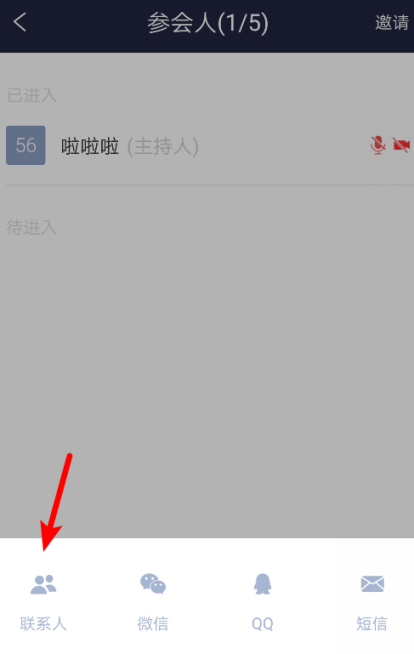 参会人(1/5) 邀请
已进入
56 啦啦啦 (主持人)
待进入
联系人 微信 QQ 短信